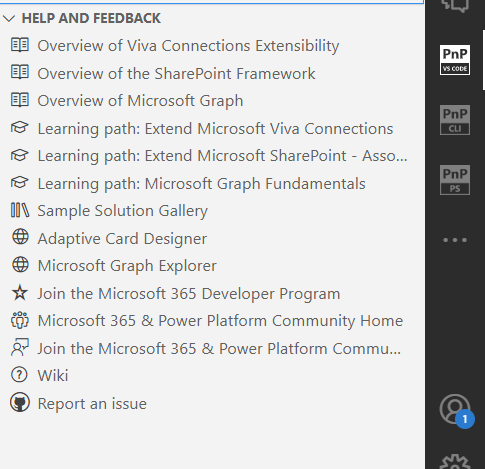 HELP AND FEEDBACK
Overview of Viva Connections Extensibility
Overview of the SharePoint Framework
Overview of Microsoft Graph
Learning path: Extend Microsoft Viva Connections
Learning path: Extend Microsoft SharePoint - Asso...
Learning path: Microsoft Graph Fundamentals
Sample Solution Gallery
Adaptive Card Designer
Microsoft Graph Explorer
Join the Microsoft 365 Developer Program
Microsoft 365 & Power Platform Community Home
Join the Microsoft 365 & Power Platform Commu...
Wiki
Report an issue
PnP
VS CODE
PnP
CLI
PnP
PS
1